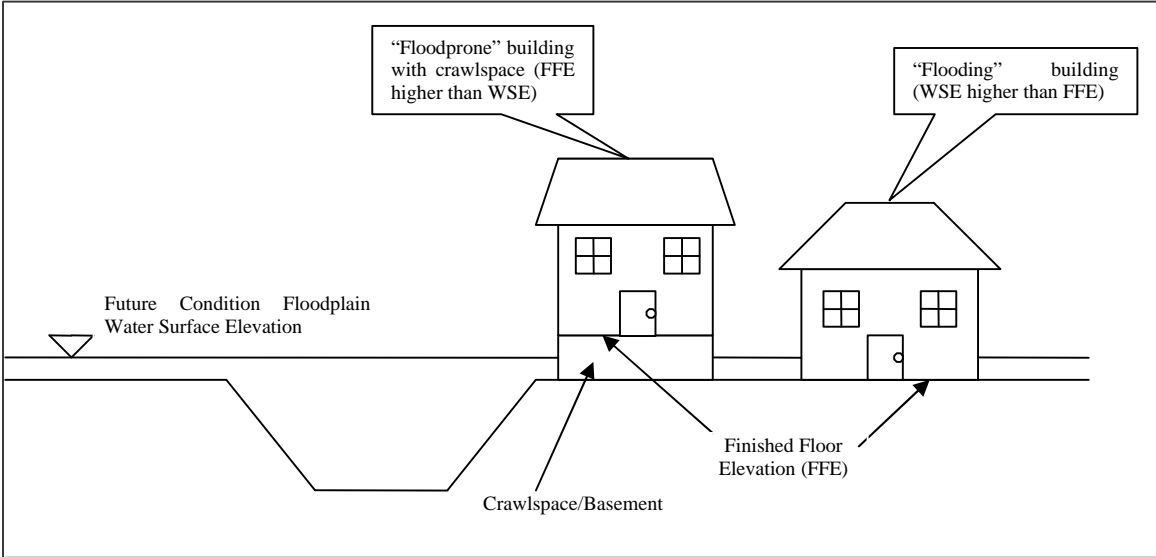 “Floodprone” building
with crawlspace (FFE
higher than WSE)
“Flooding” building
(WSE higher than FFE)
Future Condition Floodplain
Water Surface Elevation
Finished Floor
Elevation (FFE)
Crawlspace/Basement